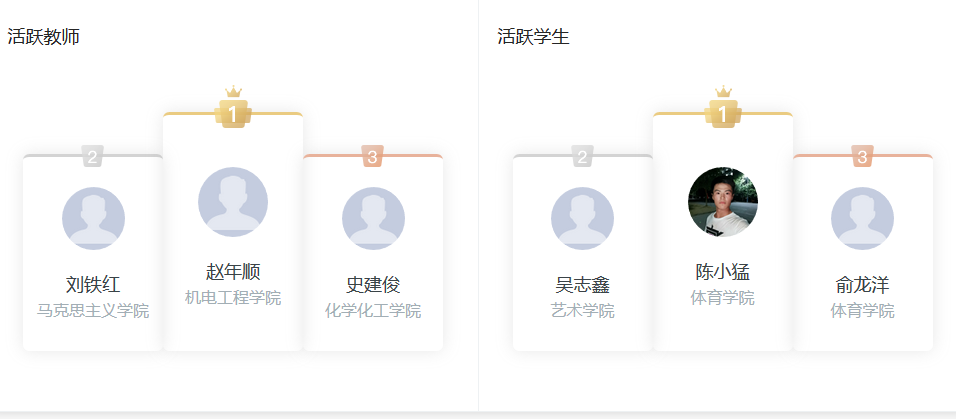 活跃教师
1
2
3
赵年顺
机电工程学院
刘铁红
马克思主义学院
史建俊
化学化工学院
活跃学生
1
2
3
陈小猛
体育学院
吴志鑫
艺术学院
俞龙洋
体育学院